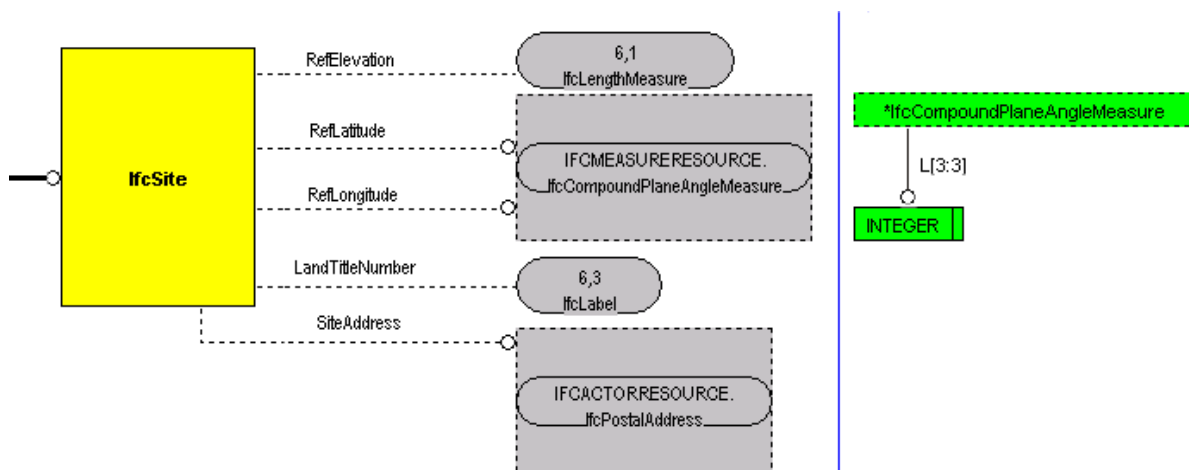 RefElevation
6,1
IfcLengthMeasure
RefLatitude
IfcSite
IFCMEASURERESOURCE.
IfcCompoundPlaneAngleMeasure
RefLongitude
LandTitleNumber
6,3
IfcLabel
SiteAddress
IFCACTORRESOURCE.
IfcPostalAddress
*IfcCompoundPlaneAngleMeasure
L[3:3]
INTEGER